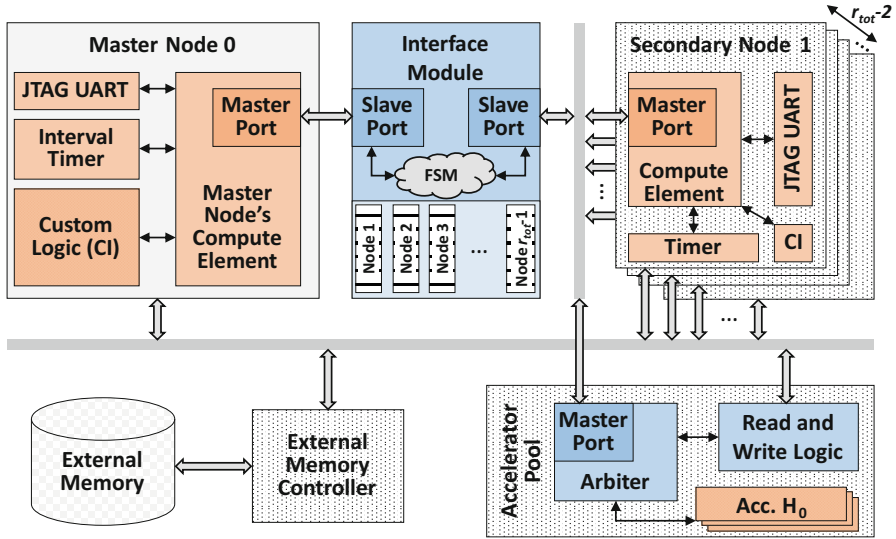 Master Node 0
JTAG UART
Interval
Timer
Custom
Logic (CI)
Master
Port
Master
Node's
Compute
Element
Interface
Module
Slave
Port
Slave
Port
FSM
Node 1
Node 2
Node 3
...
Node r_tot-1
Secondary Node 1
r_tot-2
...
Master
Port
Compute
Element
JTAG UART
Timer
CI
...
...
External
Memory
External
Memory
Controller
Accelerator
Pool
Master
Port
Arbiter
Read and
Write Logic
Acc. H_0